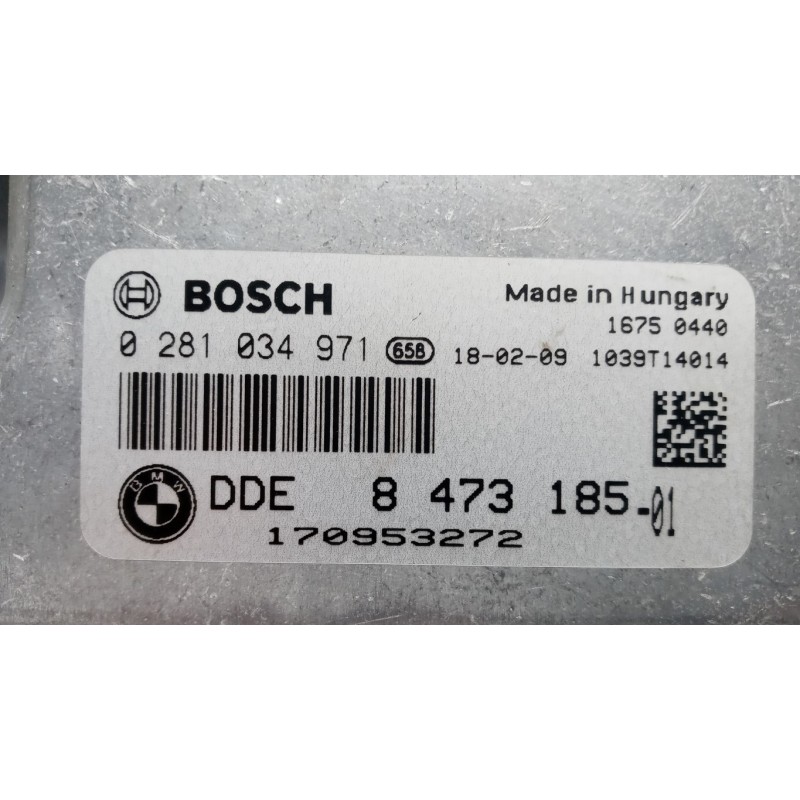 BOSCH Made in Hungary
1675 0440
0 281 034 971 658 18-02-09 1039T14014
BMW DDE 8 473 185-01
170953272